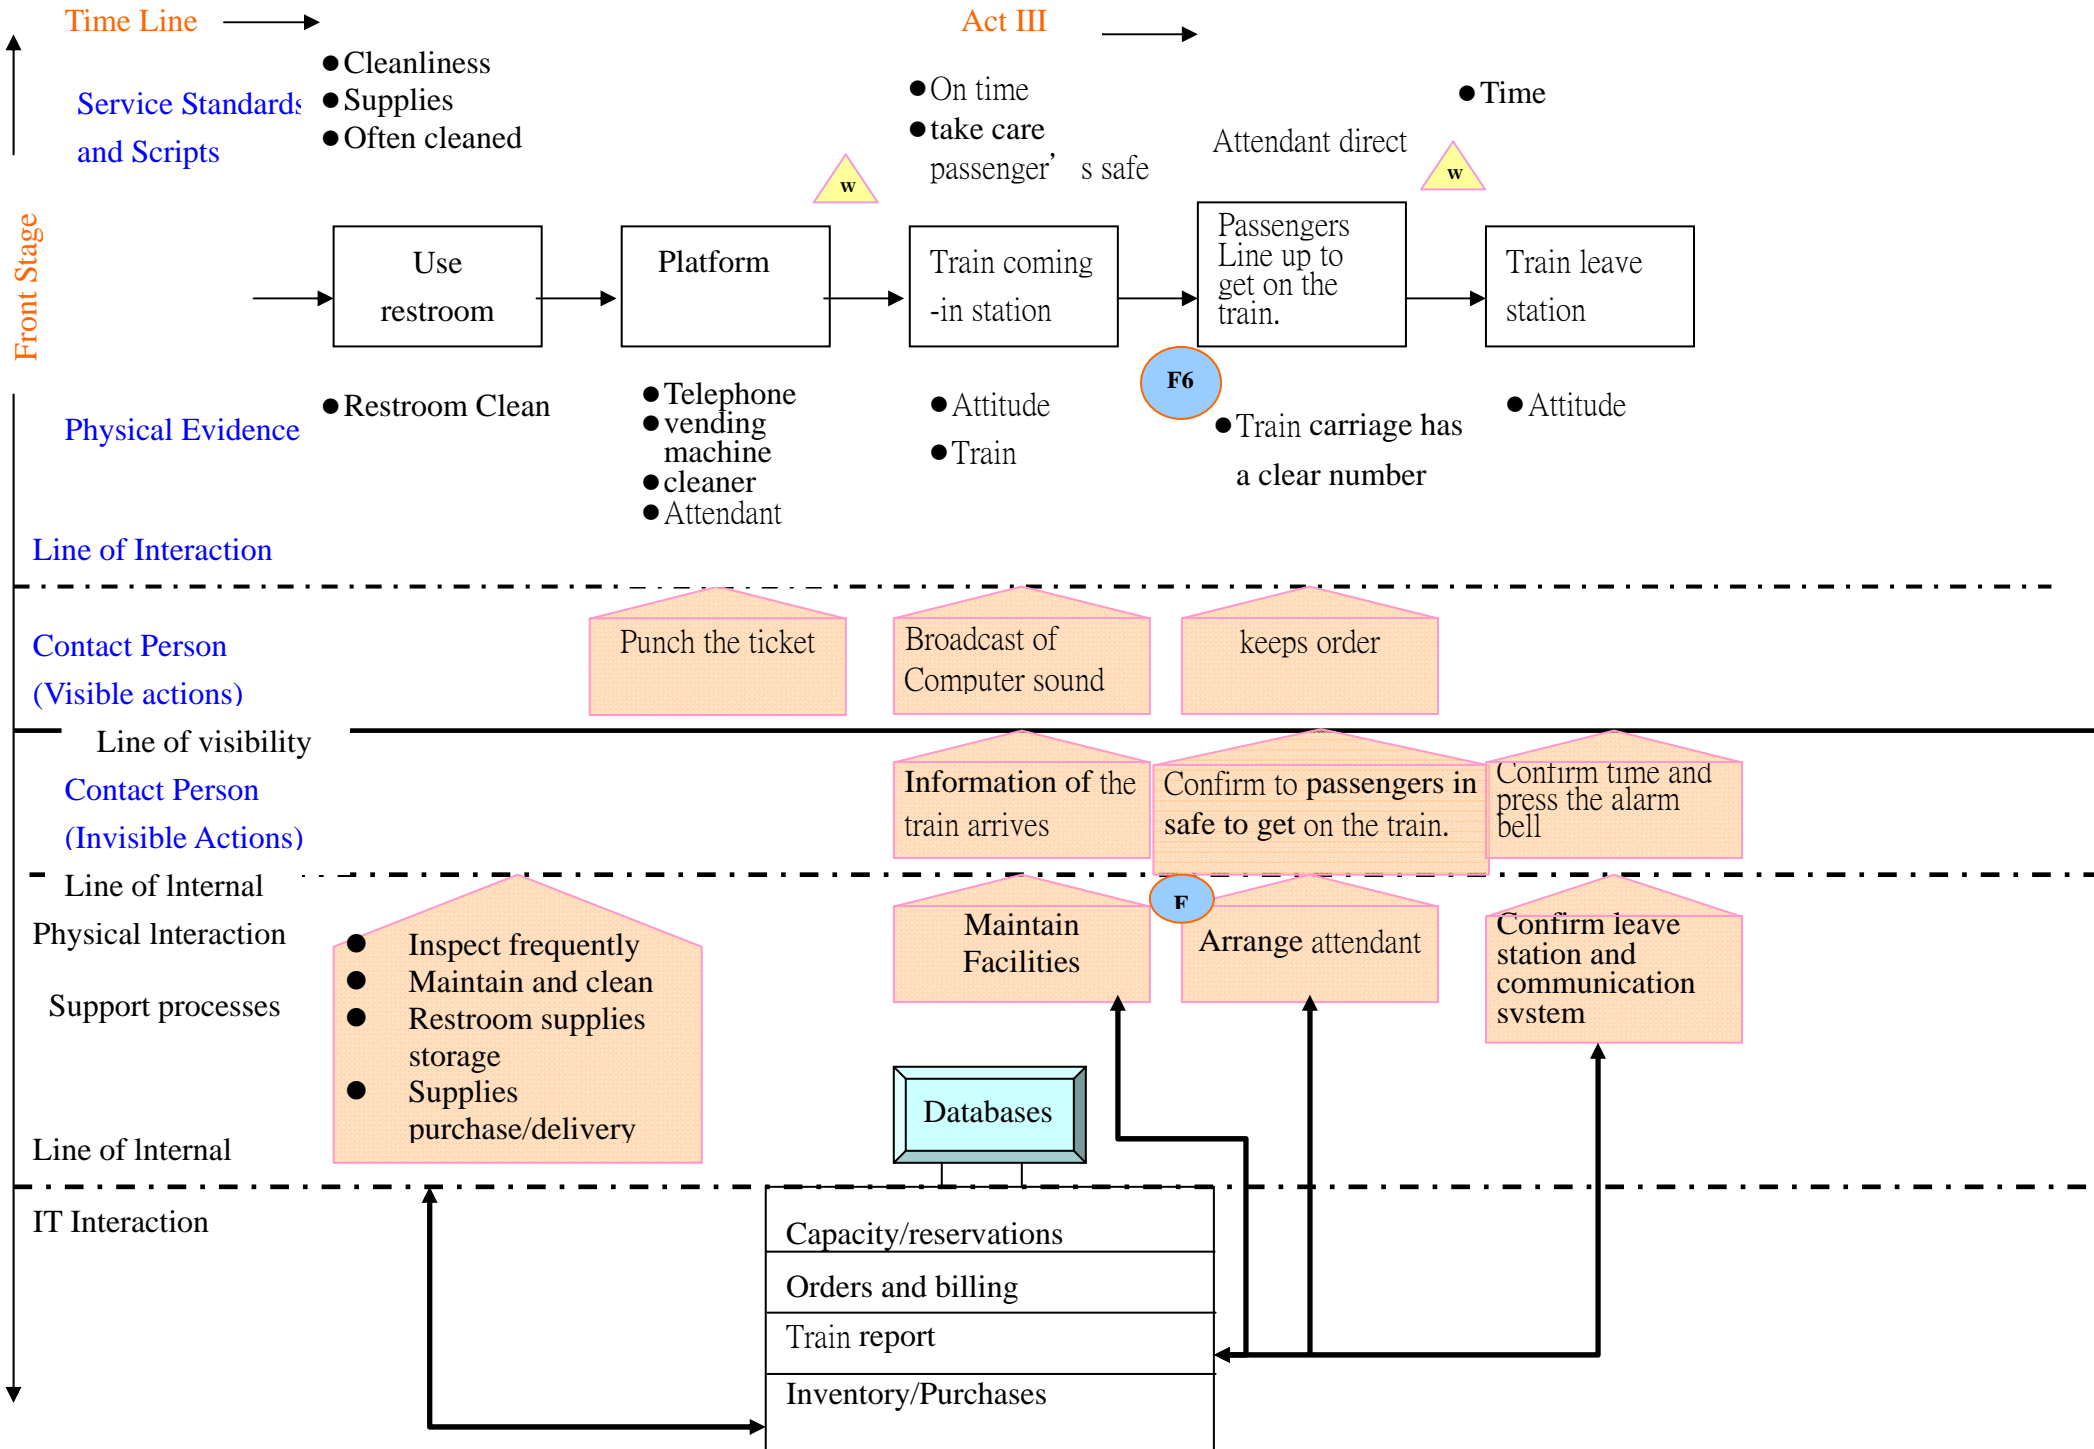 Time Line
Act III
Service Standards
and Scripts
● Cleanliness
● Supplies
● Often cleaned
● On time
● take care
passenger’ s safe
Attendant direct
● Time
w
w
Front Stage
Use
restroom
Platform
Train coming
-in station
Passengers
Line up to
get on the
train.
Train leave
station
F6
Physical Evidence
● Restroom Clean
● Telephone
● vending
machine
● cleaner
● Attendant
● Attitude
● Train
● Train carriage has
a clear number
● Attitude
Line of Interaction
Contact Person
(Visible actions)
Punch the ticket
Broadcast of
Computer sound
keeps order
Line of visibility
Contact Person
(Invisible Actions)
Information of the
train arrives
Confirm to passengers in
safe to get on the train.
Confirm time and
press the alarm
bell
Line of Internal
Physical Interaction
F
Support processes
● Inspect frequently
● Maintain and clean
● Restroom supplies
storage
● Supplies
purchase/delivery
Maintain
Facilities
Arrange attendant
Confirm leave
station and
communication
system
Databases
Line of Internal
IT Interaction
Capacity/reservations
Orders and billing
Train report
Inventory/Purchases